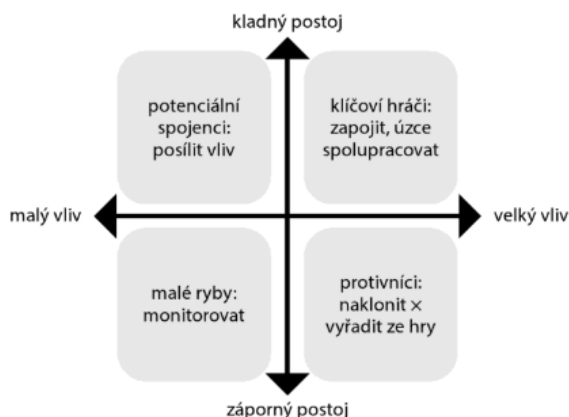 kladný postoj
potenciální
spojenci:
posílit vliv
klíčoví hráči:
zapojit, úzce
spolupracovat
malý vliv
velký vliv
malé ryby:
monitorovat
protivníci:
naklonit ×
vyřadit ze hry
záporný postoj